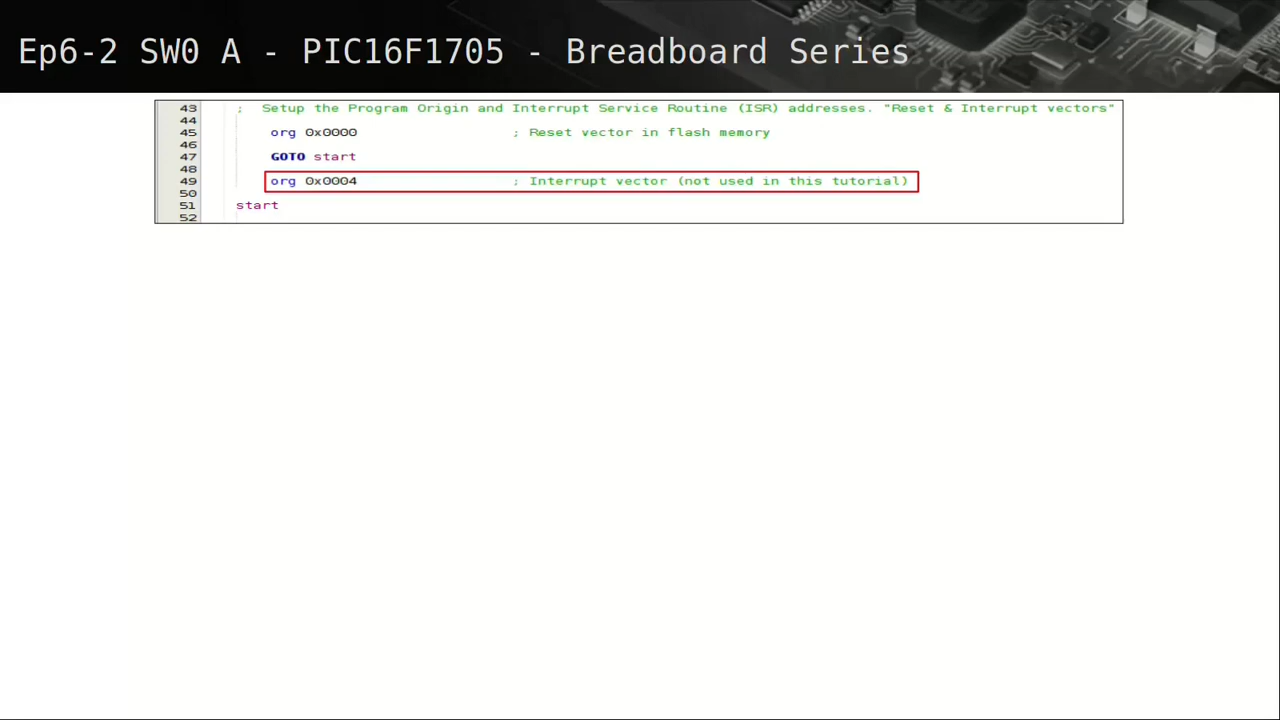 Ep6-2 SW0 A - PIC16F1705 - Breadboard Series
43 ; Setup the Program Origin and Interrupt Service Routine (ISR) addresses. "Reset & Interrupt vectors"
44
45 org 0x0000 ; Reset vector in flash memory
46
47 GOTO start
48
49 org 0x0004 ; Interrupt vector (not used in this tutorial)
50
51 start
52